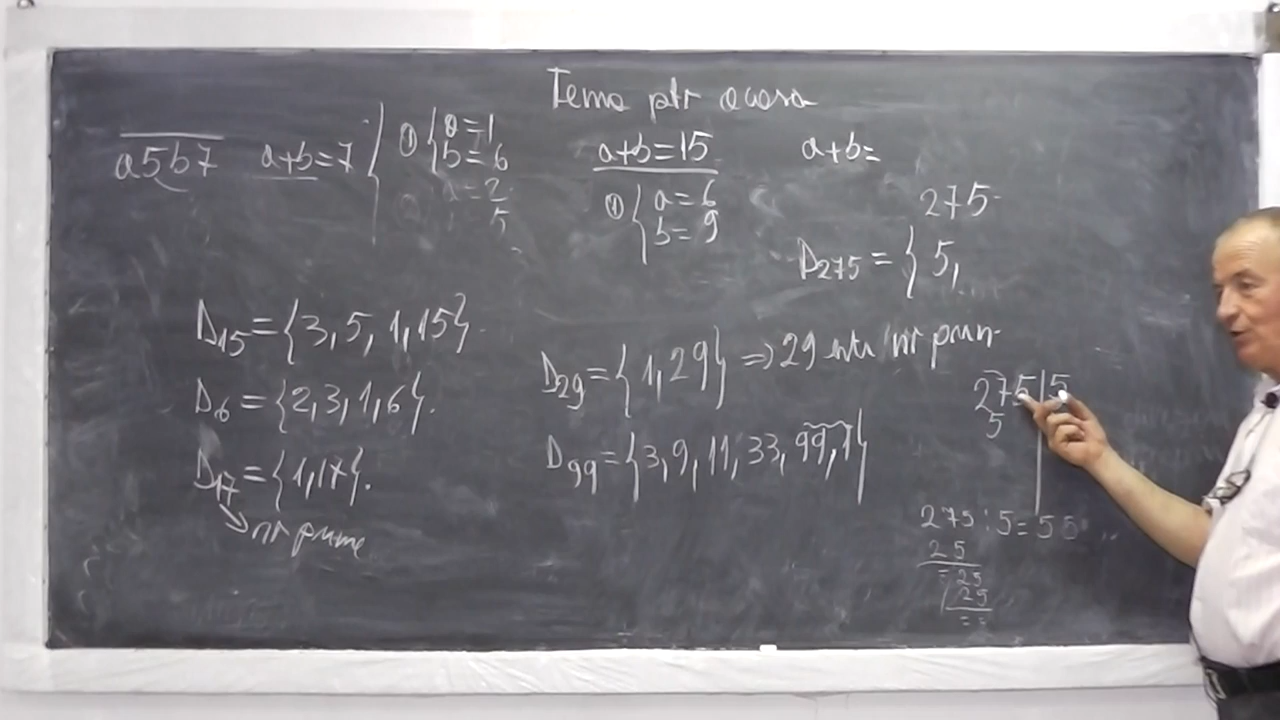 Tema ptr acasa
a5b7 a+b=7 { ① { a=1 b=6
a=2
5
a+b=15
① { a=6 b=9
a+b=
275
D275 = { 5,
D15={3, 5, 1, 15}.
D6={2,3,1,6}.
D17={1,17}.
nr prime
D29={1,29} => 29 este nr prim
D99={3,9,11,33,99,1}
275|5
5
275:5=55
25
=25
25
==